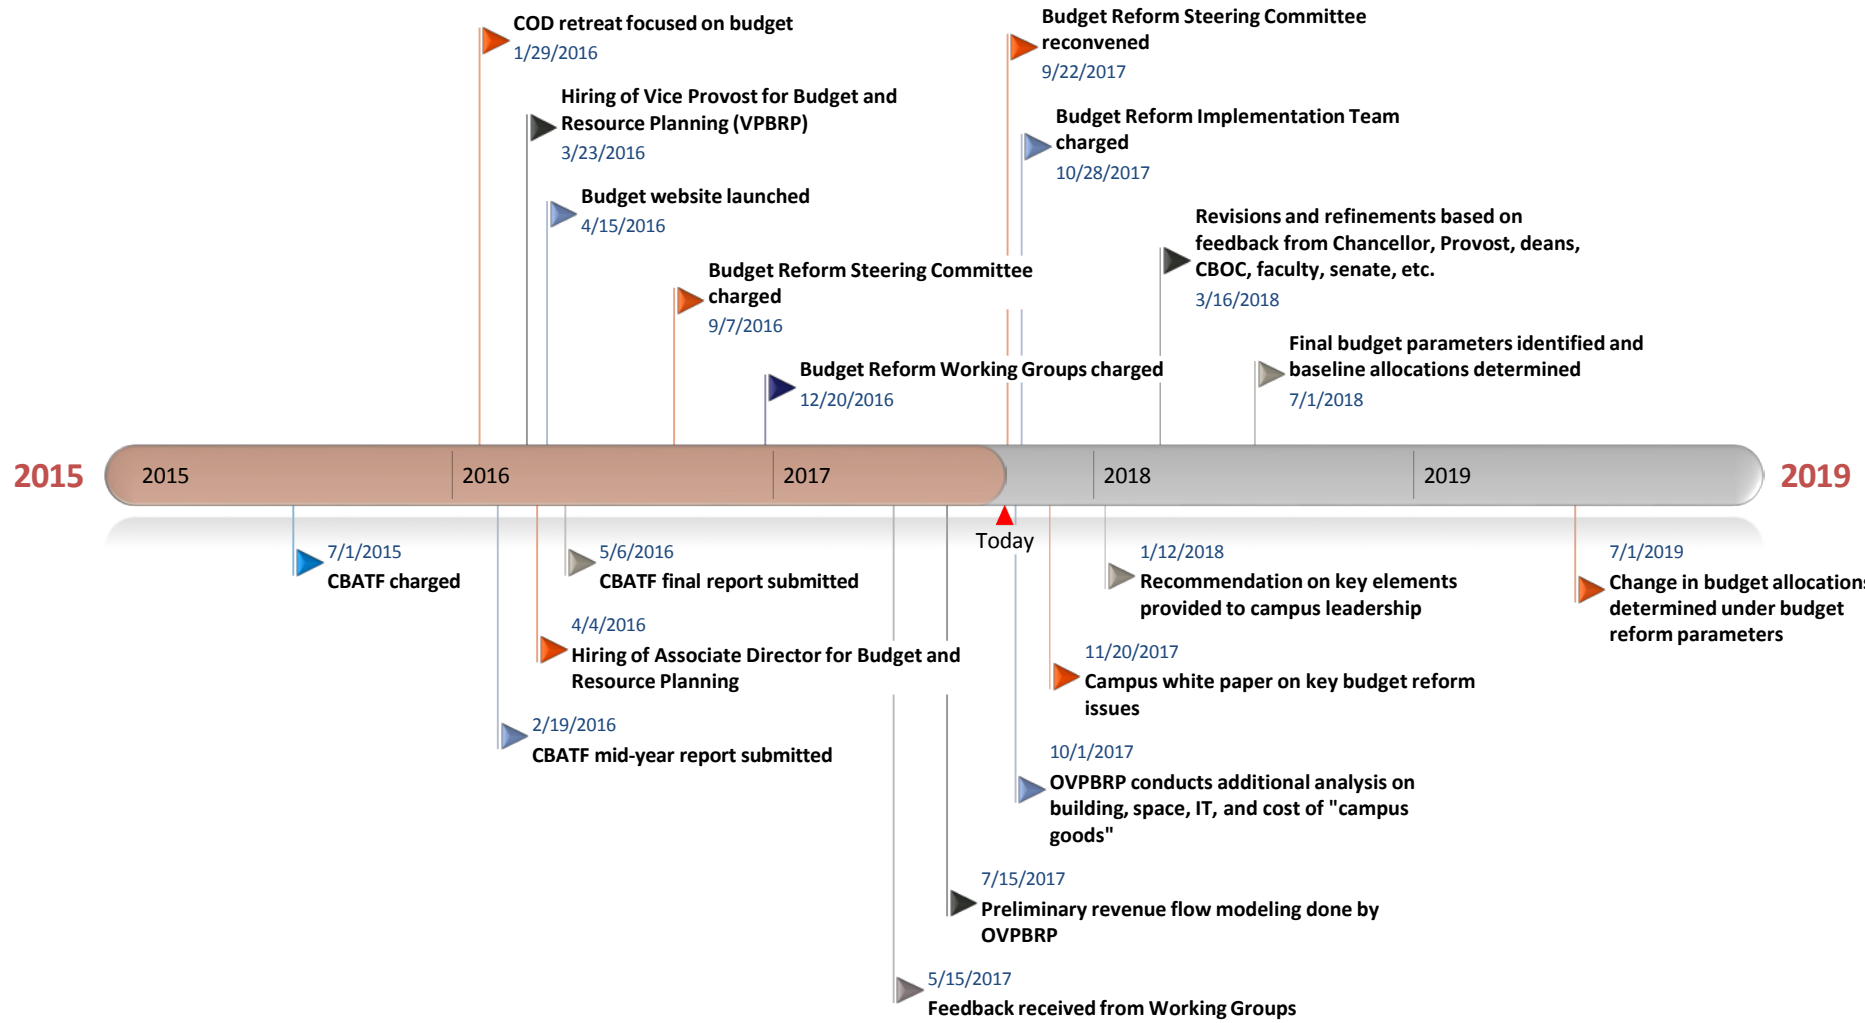 COD retreat focused on budget
1/29/2016
Hiring of Vice Provost for Budget and
Resource Planning (VPBRP)
3/23/2016
Budget website launched
4/15/2016
Budget Reform Steering Committee
charged
9/7/2016
Budget Reform Working Groups charged
12/20/2016
Budget Reform Steering Committee
reconvened
9/22/2017
Budget Reform Implementation Team
charged
10/28/2017
Revisions and refinements based on
feedback from Chancellor, Provost, deans,
CBOC, faculty, senate, etc.
3/16/2018
Final budget parameters identified and
baseline allocations determined
7/1/2018
2015
2015
2016
2017
2018
2019
2019
Today
7/1/2015
CBATF charged
5/6/2016
CBATF final report submitted
4/4/2016
Hiring of Associate Director for Budget and
Resource Planning
2/19/2016
CBATF mid-year report submitted
1/12/2018
Recommendation on key elements
provided to campus leadership
11/20/2017
Campus white paper on key budget reform
issues
10/1/2017
OVPBRP conducts additional analysis on
building, space, IT, and cost of "campus
goods"
7/15/2017
Preliminary revenue flow modeling done by
OVPBRP
5/15/2017
Feedback received from Working Groups
7/1/2019
Change in budget allocations
determined under budget
reform parameters